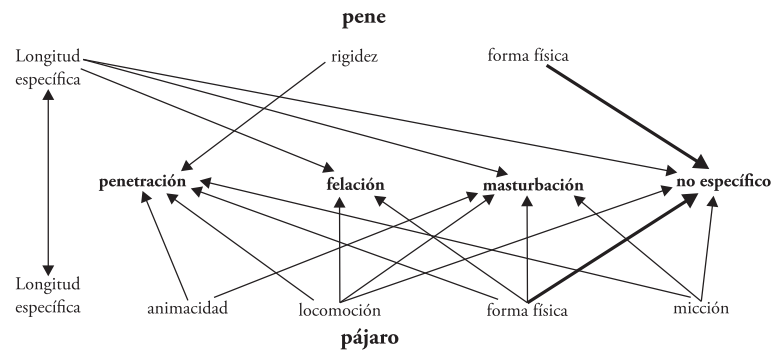 pene
Longitud
específica
rigidez
forma física
penetración
felación
masturbación
no específico
Longitud
específica
animacidad
locomoción
forma física
micción
pájaro